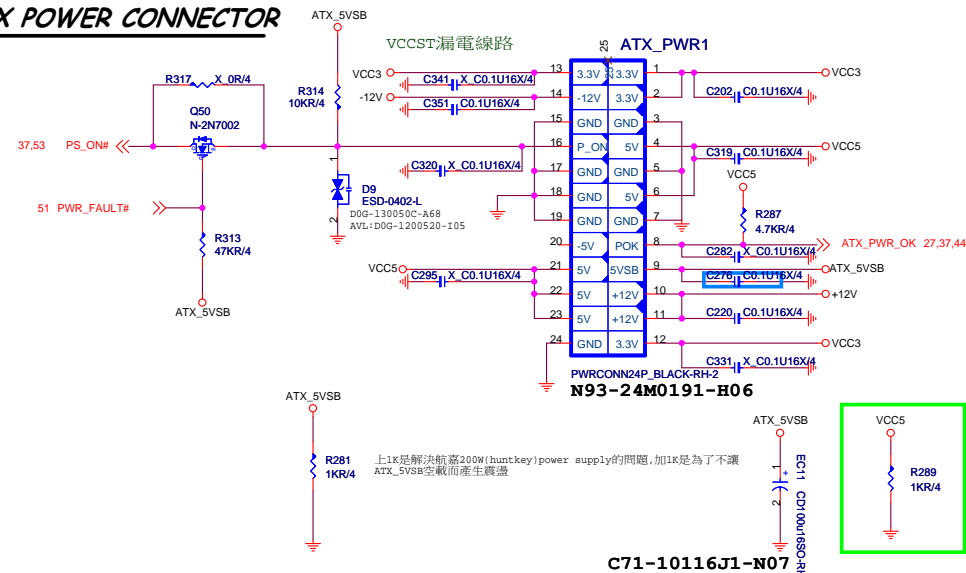 X POWER CONNECTOR
ATX_5VSB
VCCST漏電線路
25
ATX_PWR1
R317 X_0R/4
Q50
N-2N7002
R314
10KR/4
37,53 PS_ON#
51 PWR_FAULT#
R313
47KR/4
ATX_5VSB
1
D9
ESD-0402-L
D0G-130050C-A68
AVL:D0G-1200520-I05
2
VCC3
C341 X_C0.1U16X/4
-12V
C351 C0.1U16X/4
C320 X_C0.1U16X/4
VCC5
C295 X_C0.1U16X/4
13 3.3V 3.3V 1
14 -12V 3.3V 2
15 GND GND 3
16 P_ON 5V 4
17 GND GND 5
18 GND 5V 6
19 GND GND 7
20 -5V POK 8
21 5V 5VSB 9
22 5V +12V 10
23 5V +12V 11
24 GND 3.3V 12
VCC3
C202 C0.1U16X/4
VCC5
C319 C0.1U16X/4
VCC5
R287
4.7KR/4
ATX_PWR_OK 27,37,44
C282 X_C0.1U16X/4
ATX_5VSB
C276 C0.1U16X/4
+12V
C220 C0.1U16X/4
VCC3
C331 X_C0.1U16X/4
PWRCONN24P_BLACK-RH-2
N93-24M0191-H06
ATX_5VSB
R281
1KR/4
上1K是解決航嘉200W(huntkey)power supply的問題,加1K是為了不讓
ATX_5VSB空載而產生震盪
ATX_5VSB
1
+
2
EC11 CD100u16SO-RH
C71-10116J1-N07
VCC5
R289
1KR/4